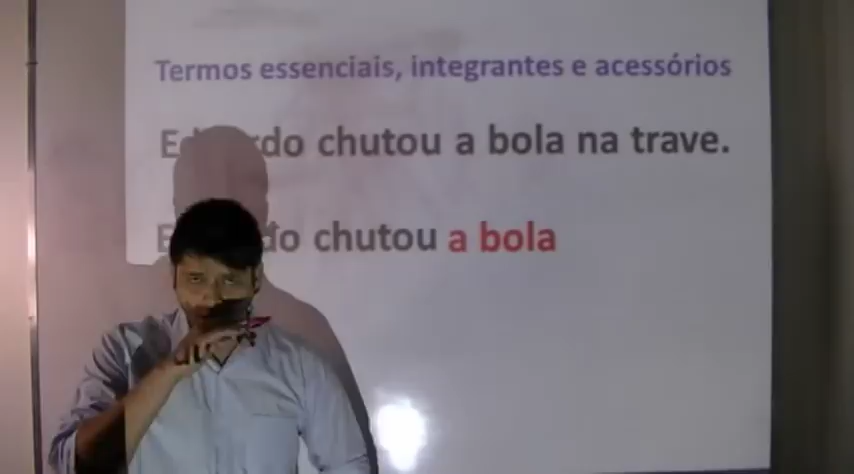 Termos essenciais, integrantes e acessórios
chutou a bola na trave.
chutou a bola